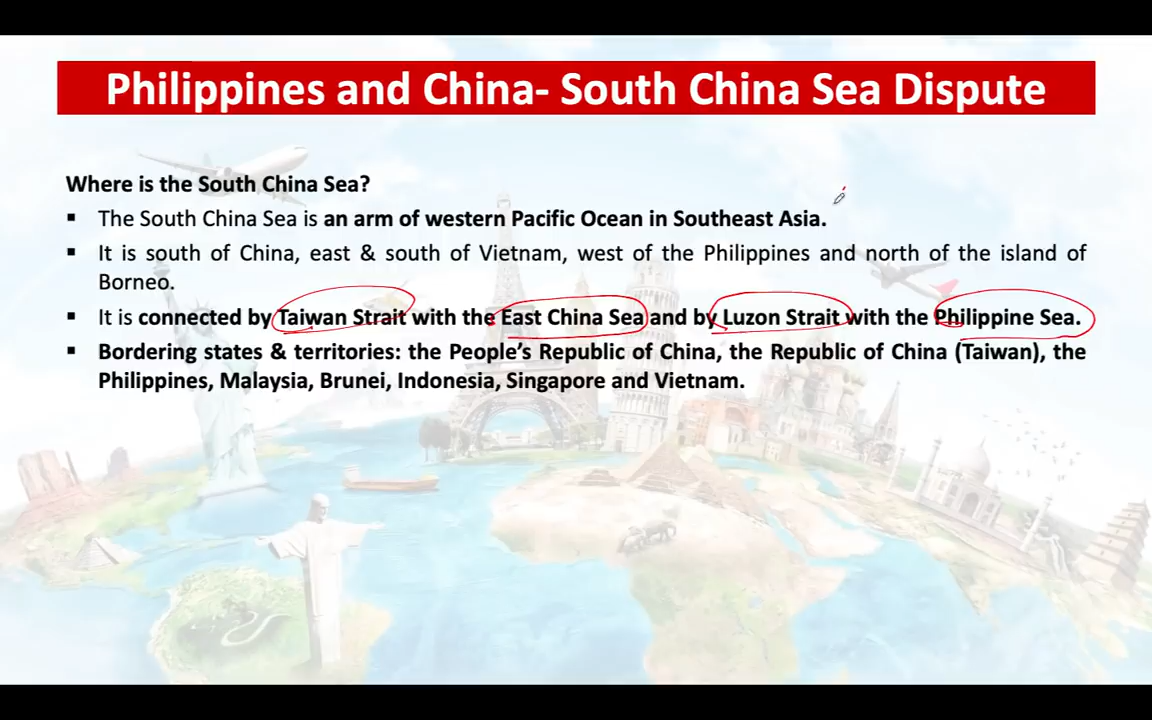 Philippines and China- South China Sea Dispute
Where is the South China Sea?
▪ The South China Sea is an arm of western Pacific Ocean in Southeast Asia.
▪ It is south of China, east & south of Vietnam, west of the Philippines and north of the island of
Borneo.
▪ It is connected by Taiwan Strait with the East China Sea and by Luzon Strait with the Philippine Sea.
▪ Bordering states & territories: the People’s Republic of China, the Republic of China (Taiwan), the
Philippines, Malaysia, Brunei, Indonesia, Singapore and Vietnam.